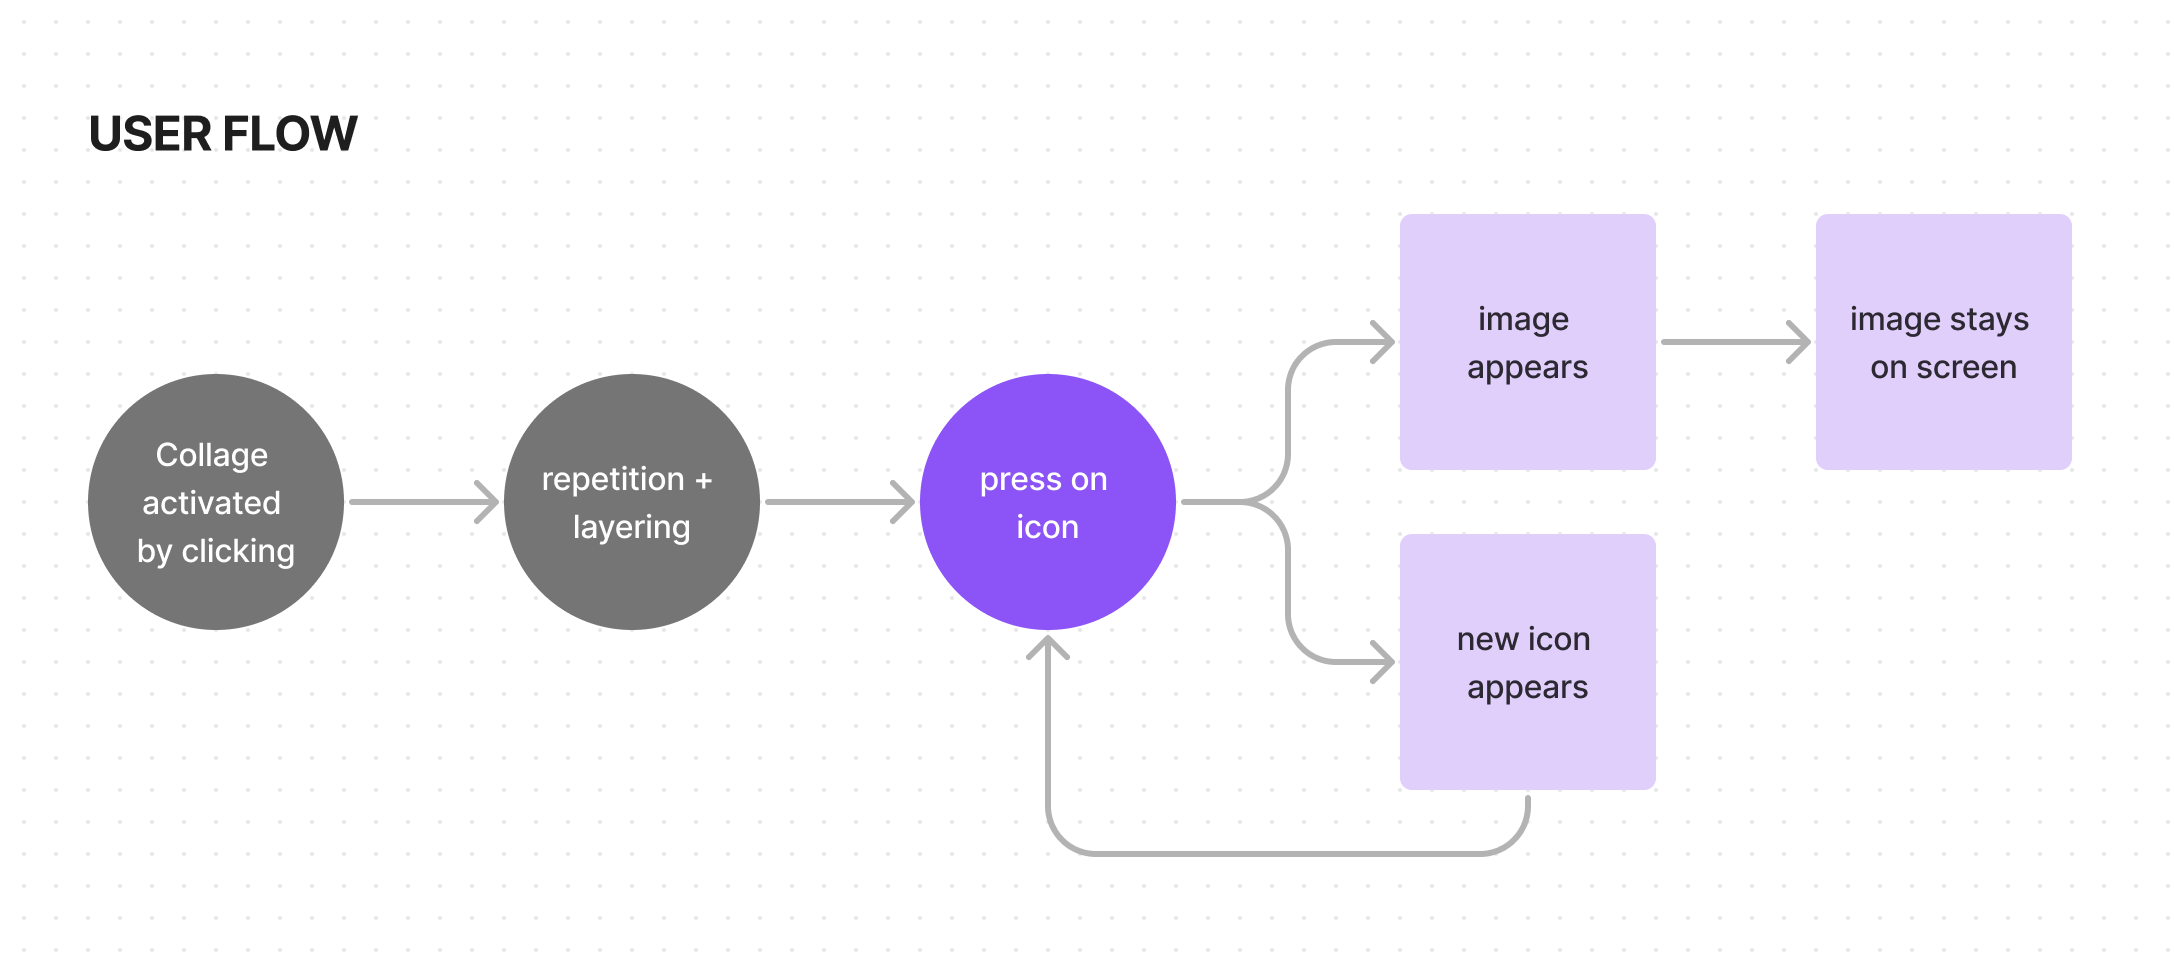 USER FLOW
Collage
activated
by clicking
repetition +
layering
press on
icon
image
appears
image stays
on screen
new icon
appears